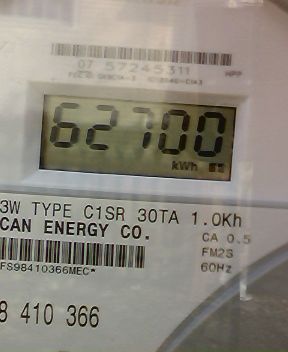 07 57245311 HPP
62700
kWh
3W TYPE C1SR 30TA 1.0Kh
CAN ENERGY CO.
CA 0.5
FM2S
60Hz
*FS98410366MEC*
8 410 366